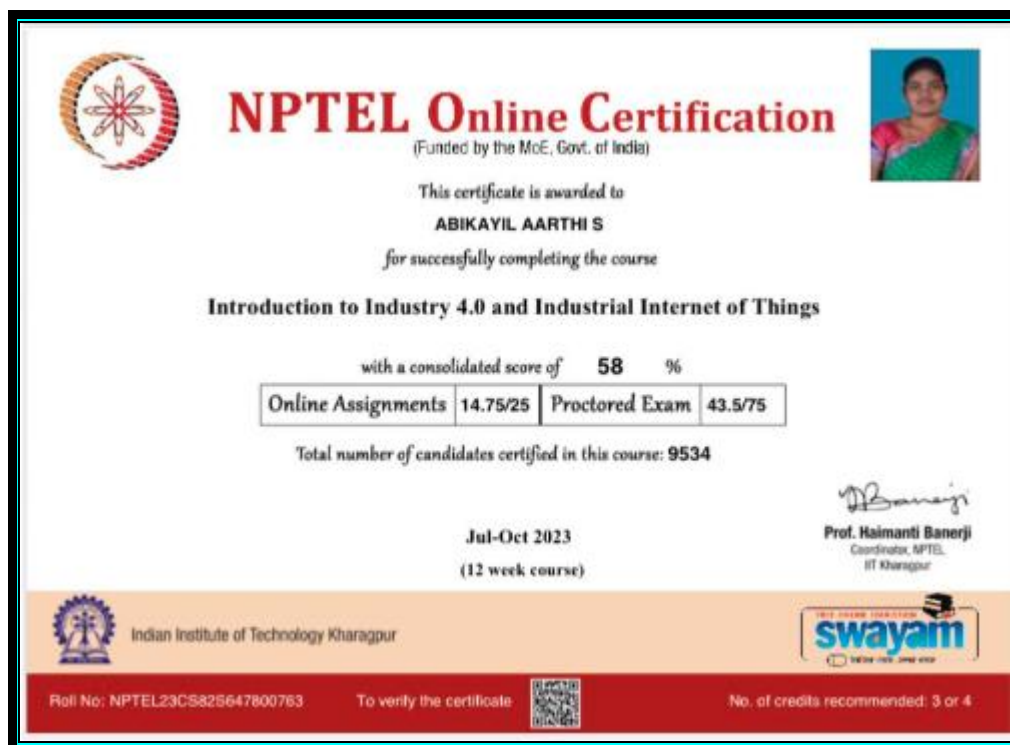 NPTEL Online Certification
(Funded by the MoE, Govt. of India)
This certificate is awarded to
ABIKAYIL AARTHI S
for successfully completing the course
Introduction to Industry 4.0 and Industrial Internet of Things
with a consolidated score of 58 %
Online Assignments 14.75/25 Proctored Exam 43.5/75
Total number of candidates certified in this course: 9534
Jul-Oct 2023
(12 week course)
Prof. Haimanti Banerji
Coordinator, NPTEL
IIT Kharagpur
Indian Institute of Technology Kharagpur
FREE ONLINE EDUCATION
swayam
Roll No: NPTEL23CS82S647800763 To verify the certificate No. of credits recommended: 3 or 4